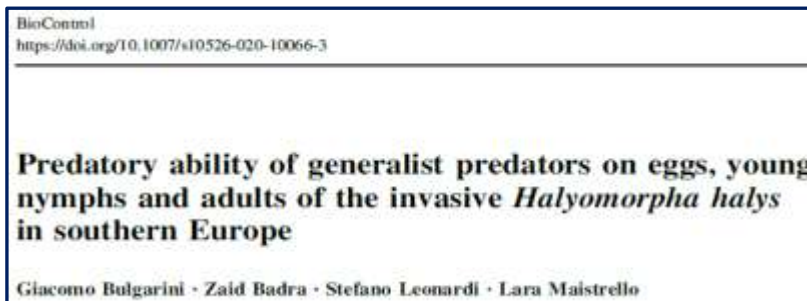 BioControl
https://doi.org/10.1007/s10526-020-10066-3
Predatory ability of generalist predators on eggs, young
nymphs and adults of the invasive Halyomorpha halys
in southern Europe
Giacomo Bulgarini · Zaid Badra · Stefano Leonardi · Lara Maistrello